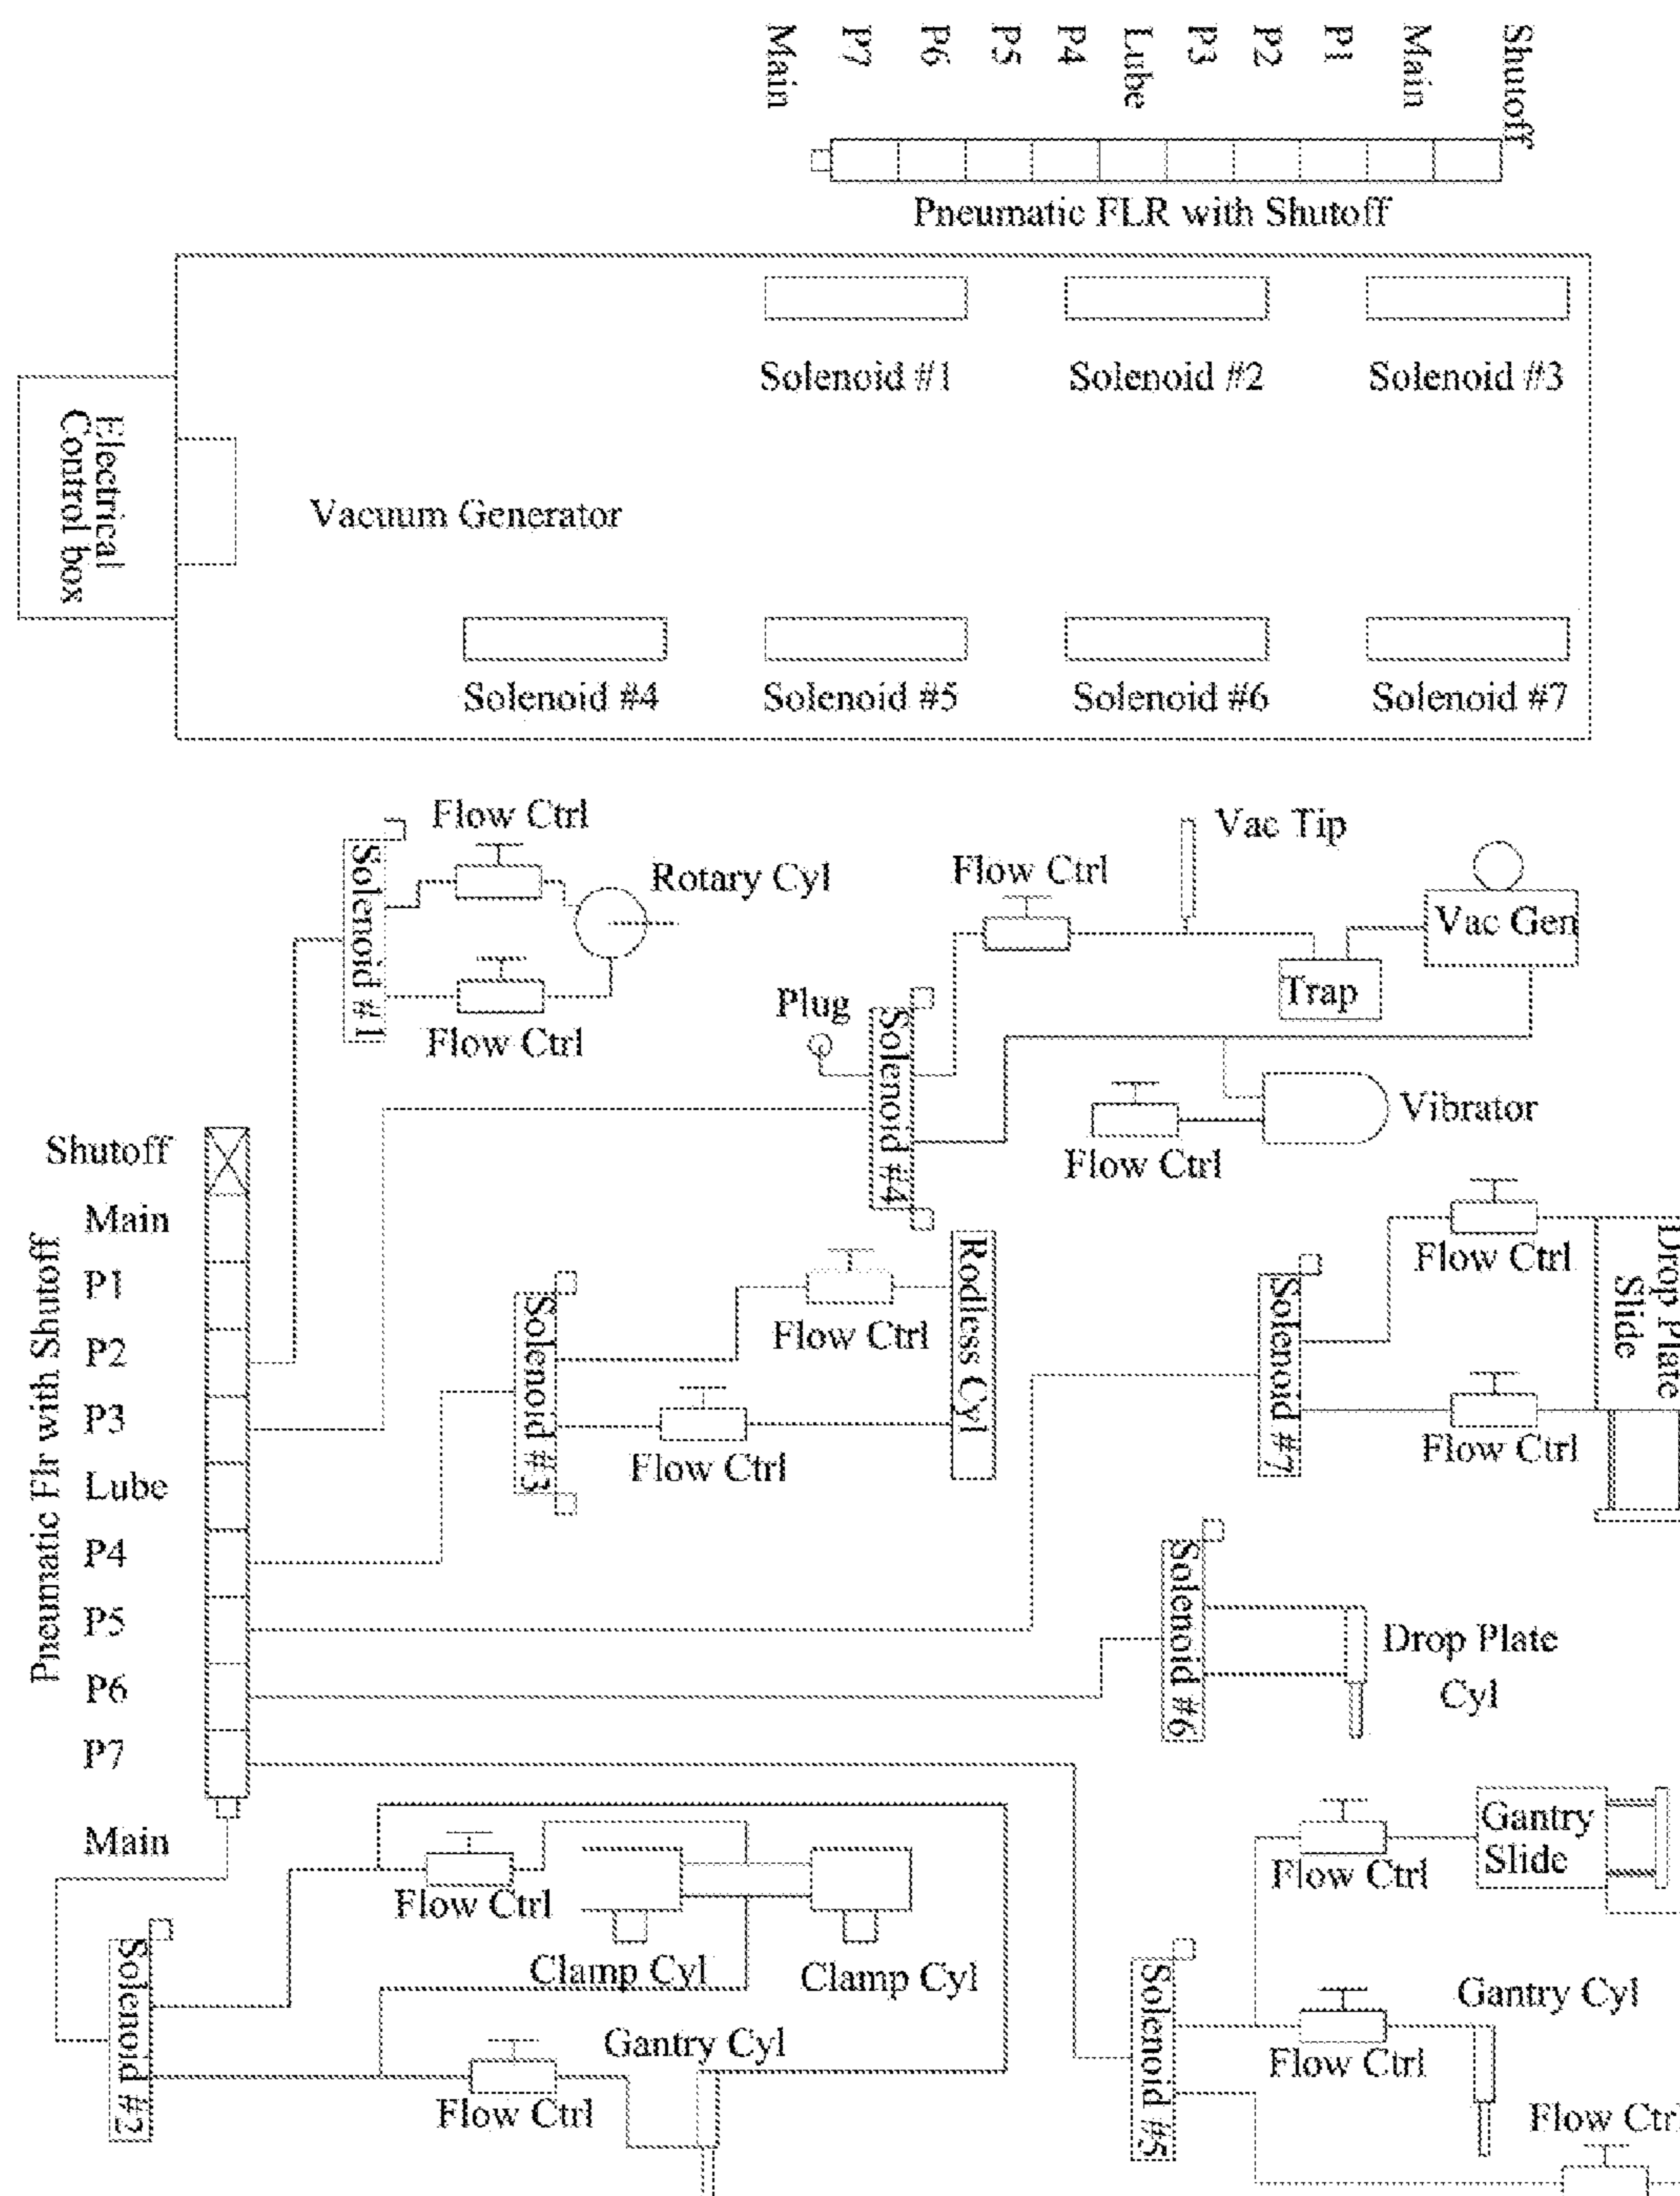 Main
P7
P6
P5
P4
Lube
P3
P2
P1
Main
Shutoff
Pneumatic FLR with Shutoff
Solenoid #1
Solenoid #2
Solenoid #3
Electrical
Control box
Vacuum Generator
Solenoid #4
Solenoid #5
Solenoid #6
Solenoid #7
Flow Ctrl
Solenoid #1
Rotary Cyl
Flow Ctrl
Flow Ctrl
Vac Tip
Vac Gen
Trap
Plug
Solenoid #4
Vibrator
Flow Ctrl
Pneumatic Flr with Shutoff
Shutoff
Main
P1
P2
P3
Lube
P4
P5
P6
P7
Main
Solenoid #3
Flow Ctrl
Flow Ctrl
Rodless Cyl
Solenoid #7
Flow Ctrl
Flow Ctrl
Drop Plate
Slide
Solenoid #6
Drop Plate
Cyl
Solenoid #2
Flow Ctrl
Clamp Cyl
Clamp Cyl
Gantry Cyl
Flow Ctrl
Solenoid #5
Flow Ctrl
Gantry
Slide
Gantry Cyl
Flow Ctrl
Flow Ctrl